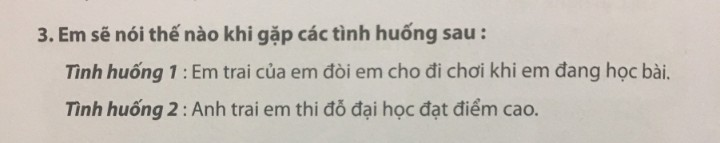 3. Em sẽ nói thế nào khi gặp các tình huống sau :
Tình huống 1 : Em trai của em đòi em cho đi chơi khi em đang học bài.
Tình huống 2 : Anh trai em thi đỗ đại học đạt điểm cao.